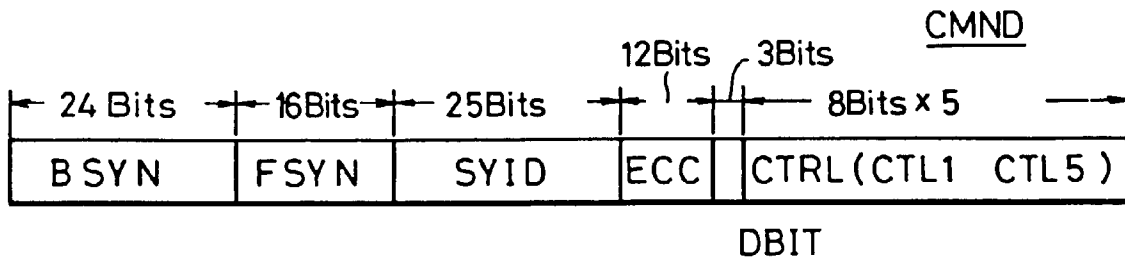 CMND
12Bits 3Bits
24 Bits 16Bits 25Bits 8Bits x 5
BSYN FSYN SYID ECC CTRL(CTL1 CTL5)
DBIT